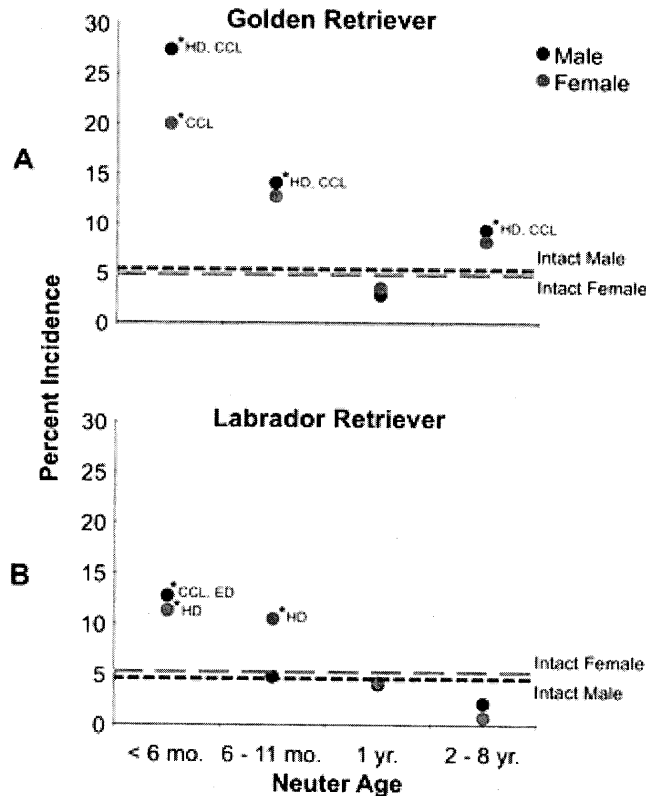 Golden Retriever
Male
Female
A
30
25
20
15
10
5
0
*HD, CCL
*CCL
*HD, CCL
*HD, CCL
Intact Male
Intact Female
Percent Incidence
Labrador Retriever
B
30
25
20
15
10
5
0
*CCL, ED
*HD
*HD
Intact Female
Intact Male
< 6 mo.
6 - 11 mo.
1 yr.
2 - 8 yr.
Neuter Age